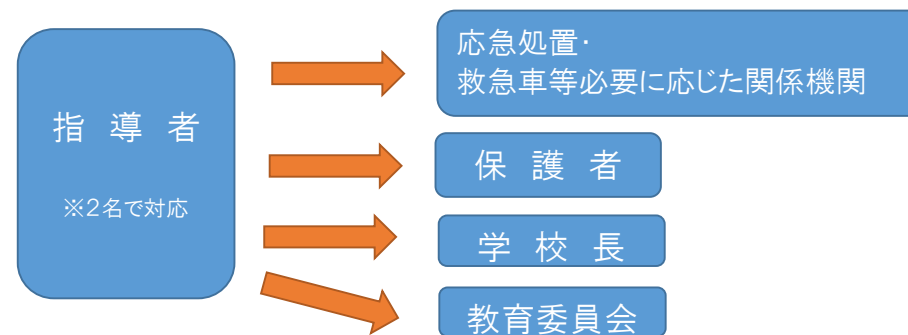 指 導 者
※2名で対応
応急処置・
救急車等必要に応じた関係機関
保 護 者
学 校 長
教育委員会